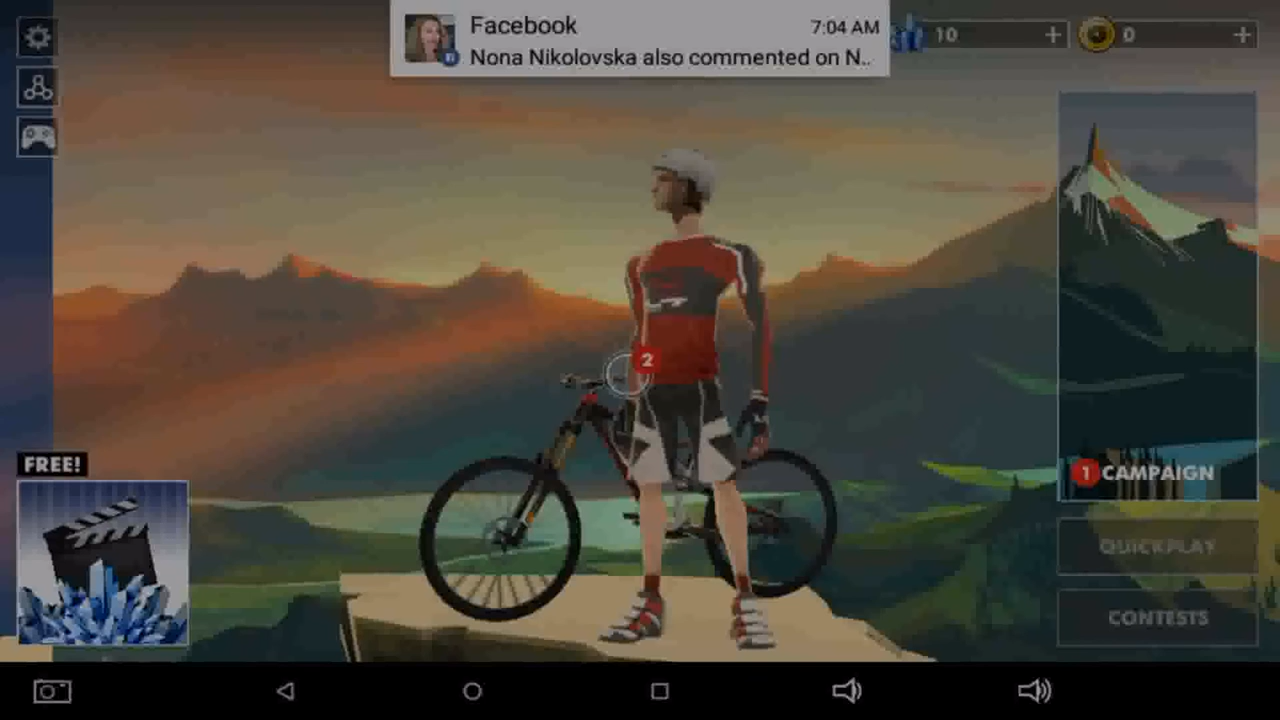 Facebook 7:04 AM
Nona Nikolovska also commented on N..
10 +
0 +
2
FREE!
1 CAMPAIGN
QUICKPLAY
CONTESTS